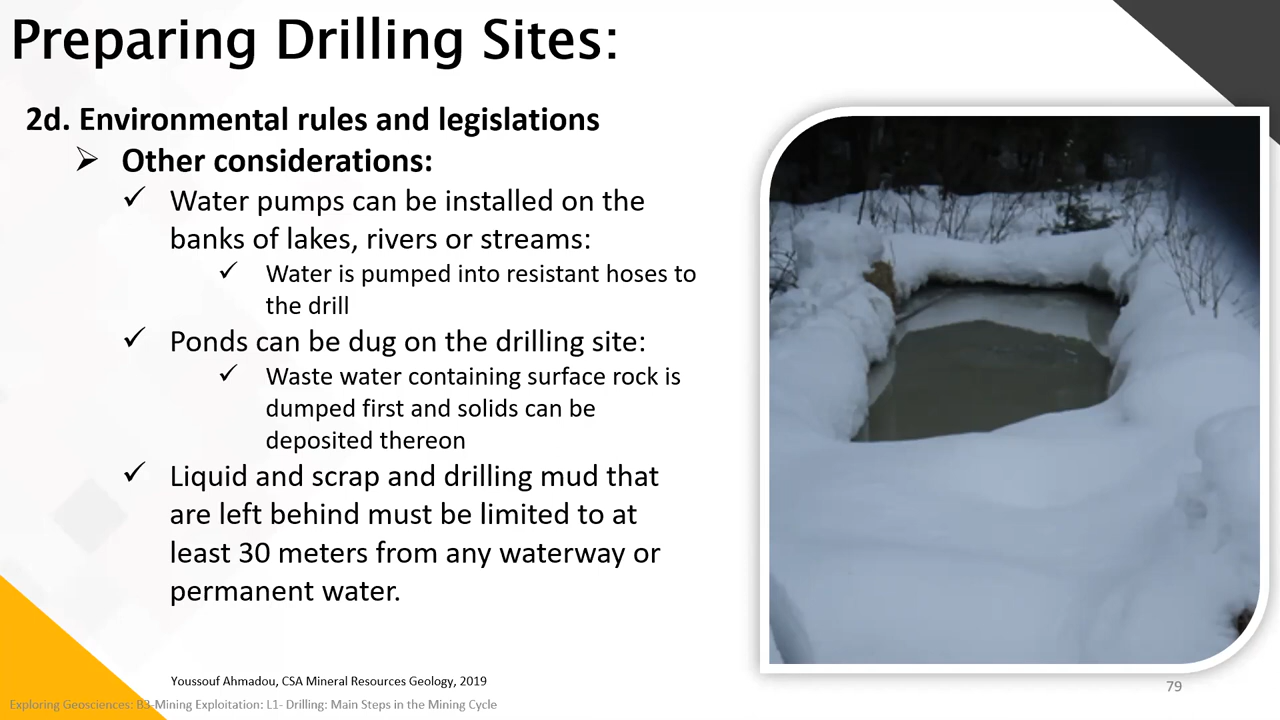 Preparing Drilling Sites:
2d. Environmental rules and legislations
Other considerations:
Water pumps can be installed on the
banks of lakes, rivers or streams:
Water is pumped into resistant hoses to
the drill
Ponds can be dug on the drilling site:
Waste water containing surface rock is
dumped first and solids can be
deposited thereon
Liquid and scrap and drilling mud that
are left behind must be limited to at
least 30 meters from any waterway or
permanent water.
Youssouf Ahmadou, CSA Mineral Resources Geology, 2019
79
Exploring Geosciences: B3-Mining Exploitation: L1- Drilling: Main Steps in the Mining Cycle